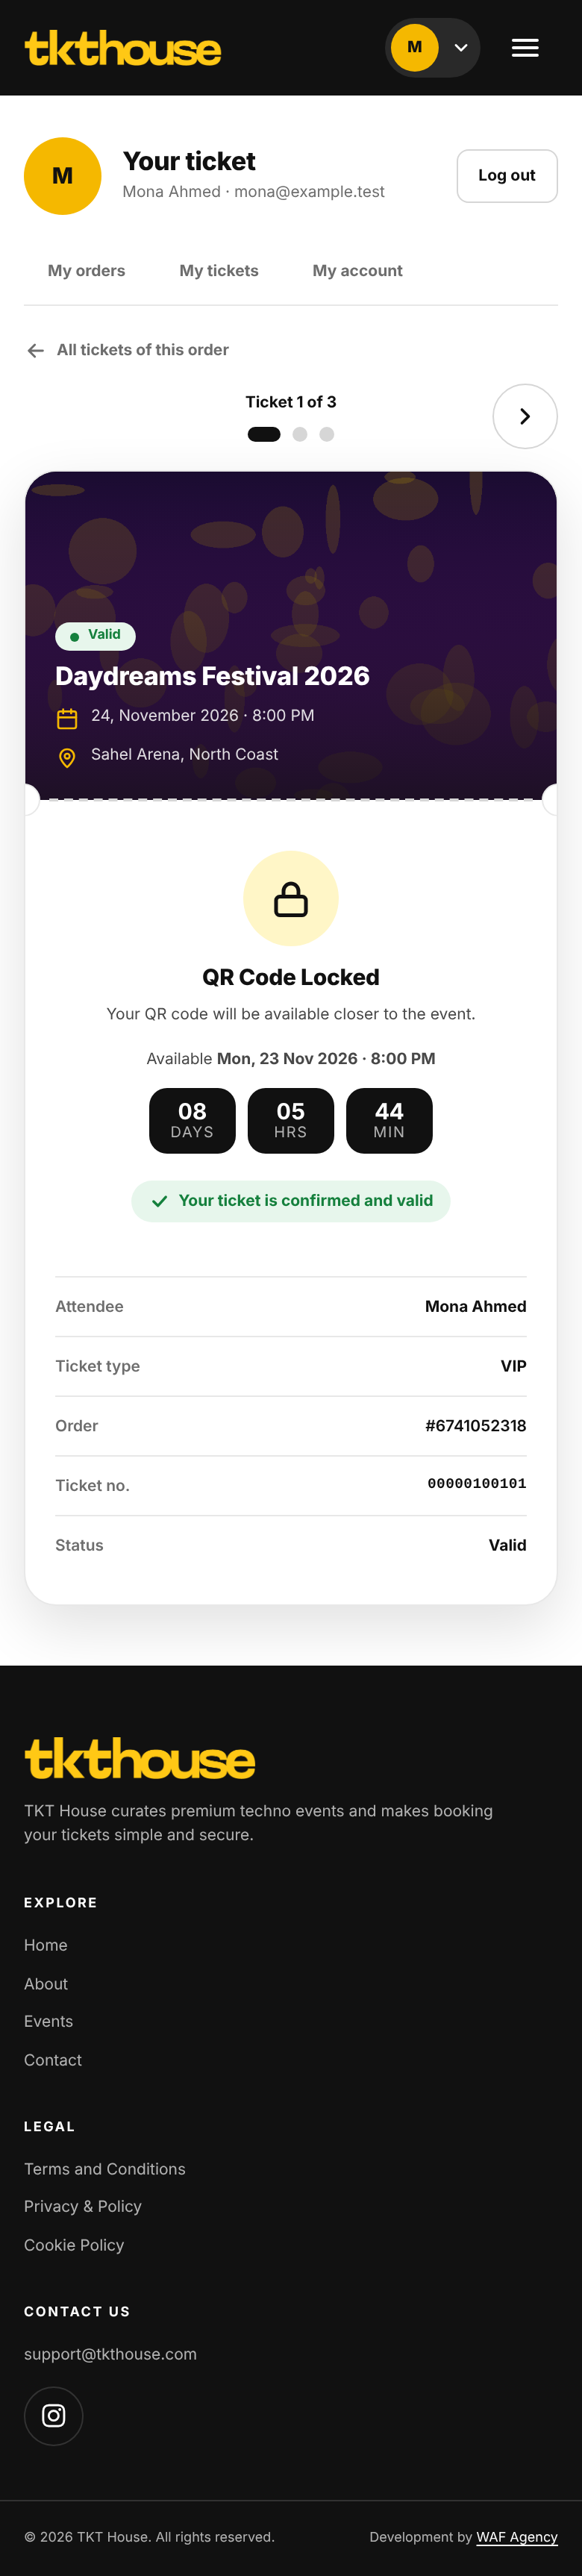 tkthouse
M
M
Your ticket
Mona Ahmed · mona@example.test
Log out
My orders My tickets My account
All tickets of this order
Ticket 1 of 3
Valid
Daydreams Festival 2026
24, November 2026 · 8:00 PM
Sahel Arena, North Coast
QR Code Locked
Your QR code will be available closer to the event.
Available Mon, 23 Nov 2026 · 8:00 PM
08 05 44
DAYS HRS MIN
Your ticket is confirmed and valid
Attendee Mona Ahmed
Ticket type VIP
Order #6741052318
Ticket no. 00000100101
Status Valid
tkthouse
TKT House curates premium techno events and makes booking
your tickets simple and secure.
EXPLORE
Home
About
Events
Contact
LEGAL
Terms and Conditions
Privacy & Policy
Cookie Policy
CONTACT US
support@tkthouse.com
© 2026 TKT House. All rights reserved. Development by WAF Agency